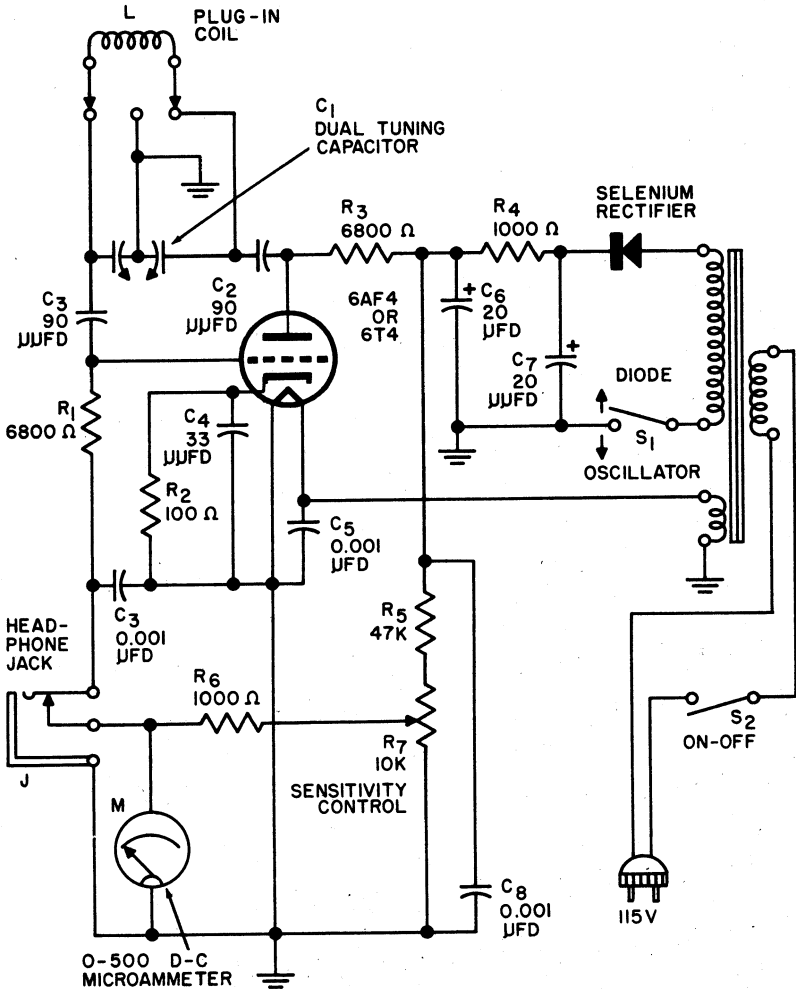 L
PLUG-IN
COIL
C1
DUAL TUNING
CAPACITOR
SELENIUM
RECTIFIER
R3
6800 Ω
R4
1000 Ω
C3
90
µµFD
C2
90
µµFD
6AF4
OR
6T4
+
C6
20
µFD
C7
20
µµFD
+
DIODE
S1
OSCILLATOR
R1
6800 Ω
C4
33
µµFD
R2
100 Ω
C5
0.001
µFD
C3
0.001
µFD
HEAD-
PHONE
JACK
J
R6
1000 Ω
R5
47K
R7
10K
SENSITIVITY
CONTROL
S2
ON-OFF
M
C8
0.001
µFD
115V
0-500 D-C
MICROAMMETER